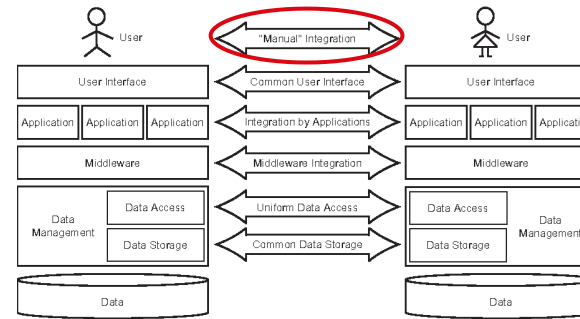 User
"Manual" Integration
User
User Interface
Common User Interface
User Interface
Application
Application
Application
Integration by Applications
Application
Application
Applicati
Middleware
Middleware Integration
Middleware
Data
Management
Data Access
Uniform Data Access
Data Access
Data
Management
Data Storage
Common Data Storage
Data Storage
Data
Data